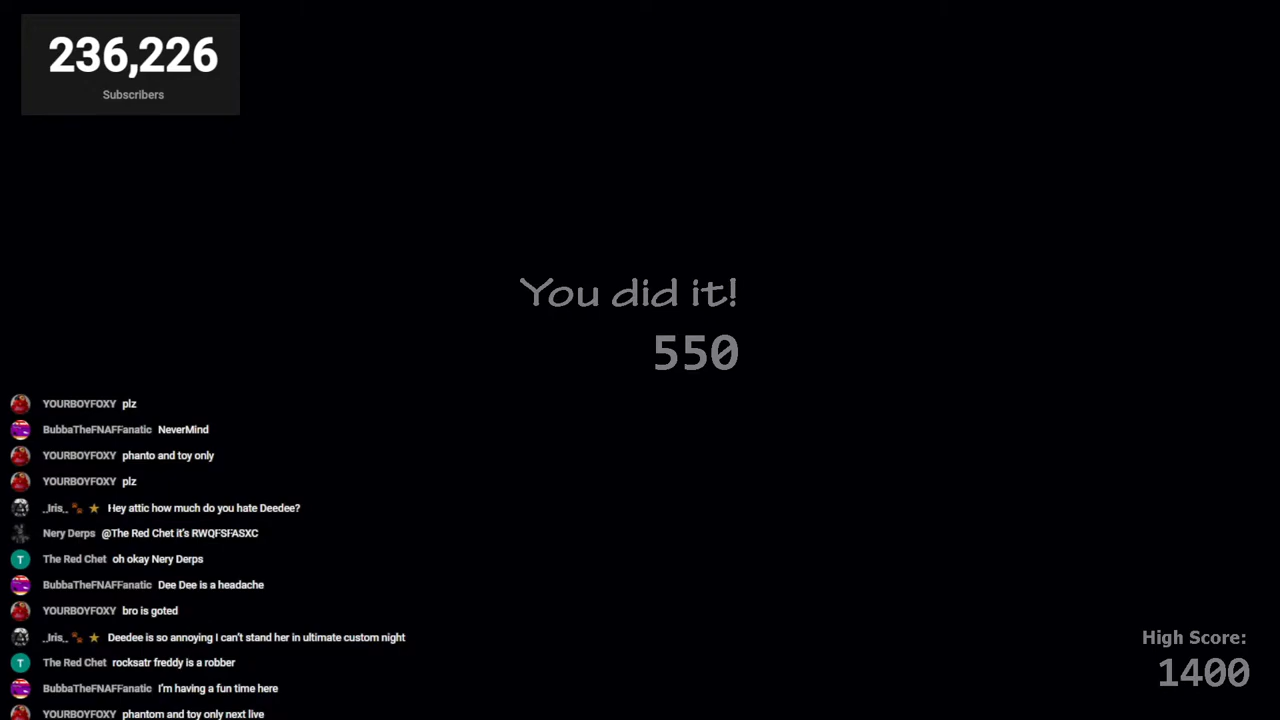 236,226
Subscribers
You did it!
550
YOURBOYFOXY plz
BubbaTheFNAFFanatic NeverMind
YOURBOYFOXY phanto and toy only
YOURBOYFOXY plz
,,Iris,, Hey attic how much do you hate Deedee?
Nery Derps @The Red Chet it's RWQFSFASXC
T The Red Chet oh okay Nery Derps
BubbaTheFNAFFanatic Dee Dee is a headache
YOURBOYFOXY bro is goted
,,Iris,, Deedee is so annoying I can't stand her in ultimate custom night
T The Red Chet rocksatr freddy is a robber
BubbaTheFNAFFanatic I'm having a fun time here
YOURBOYFOXY phantom and toy only next live
High Score:
1400